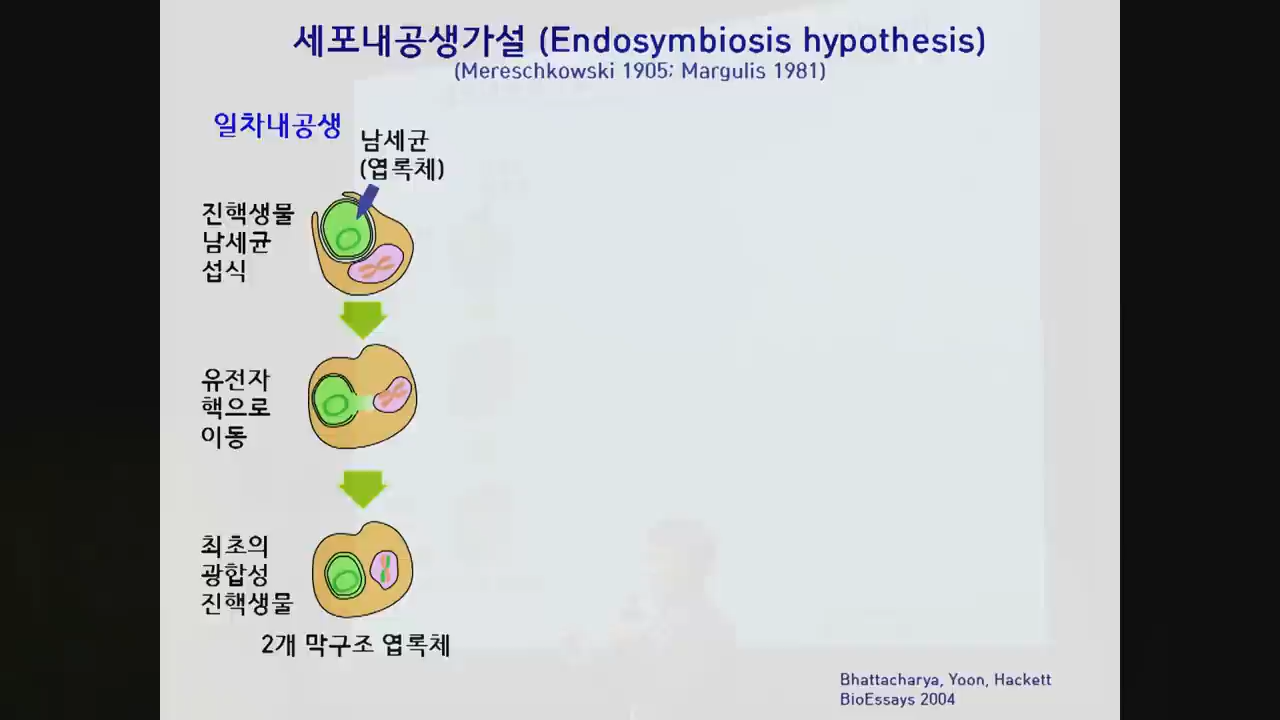 세포내공생가설 (Endosymbiosis hypothesis)
(Mereschkowski 1905; Margulis 1981)
일차내공생
남세균
(엽록체)
진핵생물
남세균
섭식
유전자
핵으로
이동
최초의
광합성
진핵생물
2개 막구조 엽록체
Bhattacharya, Yoon, Hackett
BioEssays 2004